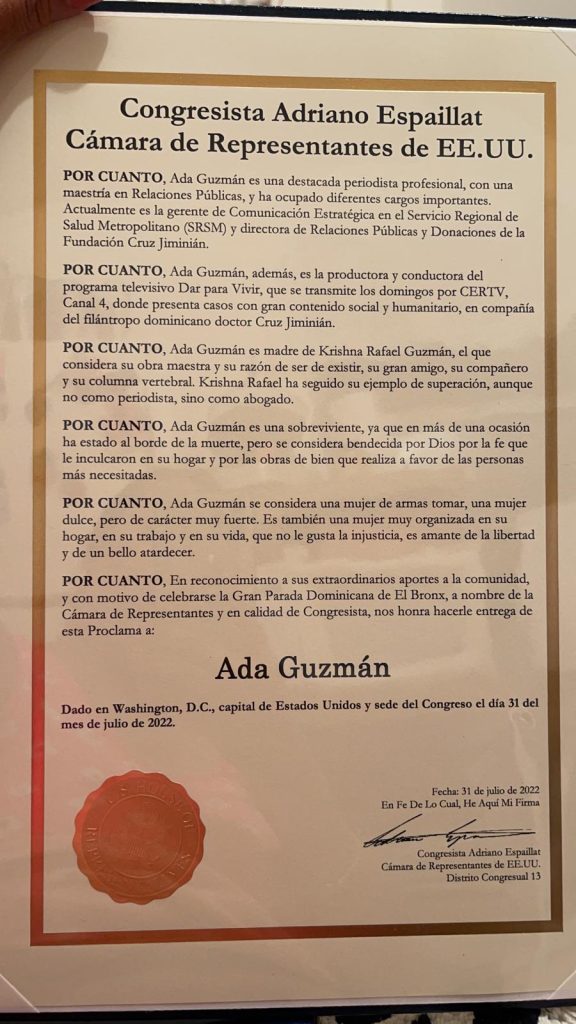 Congresista Adriano Espaillat
Cámara de Representantes de EE.UU.
POR CUANTO, Ada Guzmán es una destacada periodista profesional, con una
maestría en Relaciones Públicas, y ha ocupado diferentes cargos importantes.
Actualmente es la gerente de Comunicación Estratégica en el Servicio Regional de
Salud Metropolitano (SRSM) y directora de Relaciones Públicas y Donaciones de la
Fundación Cruz Jiminián.
POR CUANTO, Ada Guzmán, además, es la productora y conductora del
programa televisivo Dar para Vivir, que se transmite los domingos por CERTV,
Canal 4, donde presenta casos con gran contenido social y humanitario, en compañía
del filántropo dominicano doctor Cruz Jiminián.
POR CUANTO, Ada Guzmán es madre de Krishna Rafael Guzmán, el que
considera su obra maestra y su razón de ser de existir, su gran amigo, su compañero
y su columna vertebral. Krishna Rafael ha seguido su ejemplo de superación, aunque
no como periodista, sino como abogado.
POR CUANTO, Ada Guzmán es una sobreviviente, ya que en más de una ocasión
ha estado al borde de la muerte, pero se considera bendecida por Dios por la fe que
le inculcaron en su hogar y por las obras de bien que realiza a favor de las personas
más necesitadas.
POR CUANTO, Ada Guzmán se considera una mujer de armas tomar, una mujer
dulce, pero de carácter muy fuerte. Es también una mujer muy organizada en su
hogar, en su trabajo y en su vida, que no le gusta la injusticia, es amante de la libertad
y de un bello atardecer.
POR CUANTO, En reconocimiento a sus extraordinarios aportes a la comunidad,
y con motivo de celebrarse la Gran Parada Dominicana de El Bronx, a nombre de la
Cámara de Representantes y en calidad de Congresista, nos honra hacerle entrega de
esta Proclama a:
Ada Guzmán
Dado en Washington, D.C., capital de Estados Unidos y sede del Congreso el día 31 del
mes de julio de 2022.
Fecha: 31 de julio de 2022
En Fe De Lo Cual, He Aquí Mi Firma
Congresista Adriano Espaillat
Cámara de Representantes de EE.UU.
Distrito Congresual 13